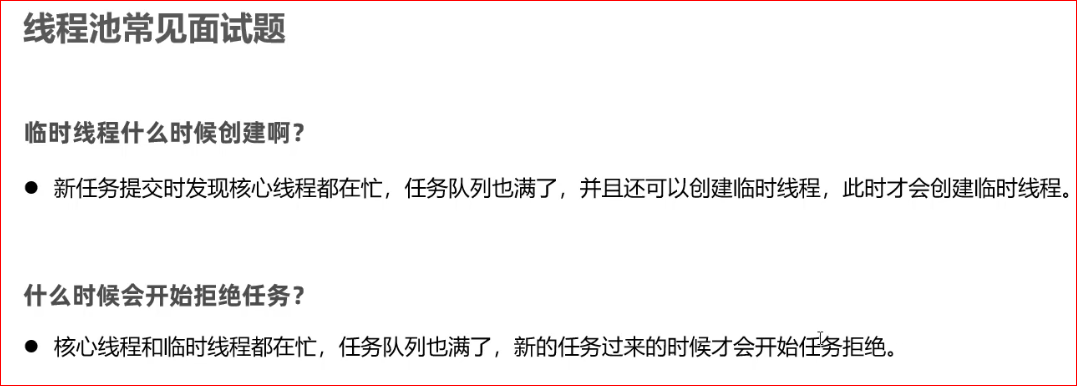 线程池常见面试题
临时线程什么时候创建啊？
● 新任务提交时发现核心线程都在忙，任务队列也满了，并且还可以创建临时线程，此时才会创建临时线程。
什么时候会开始拒绝任务？
● 核心线程和临时线程都在忙，任务队列也满了，新的任务过来的时候才会开始任务拒绝。